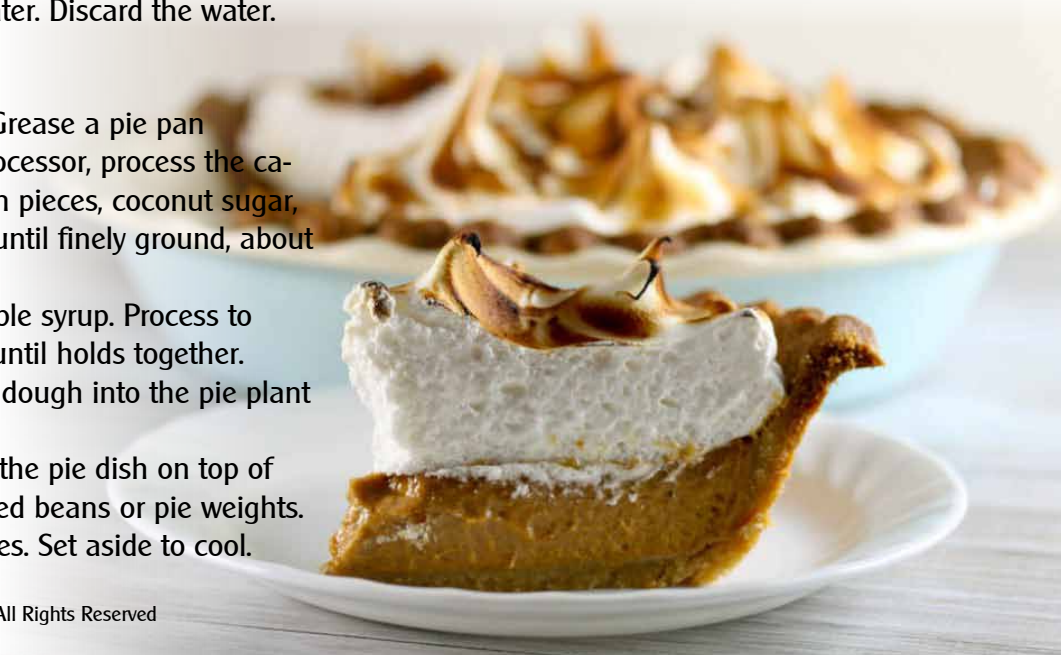 ter. Discard the water.
Grease a pie pan
ocessor, process the ca-
n pieces, coconut sugar,
until finely ground, about
ple syrup. Process to
until holds together.
dough into the pie plant
the pie dish on top of
ed beans or pie weights.
es. Set aside to cool.
All Rights Reserved